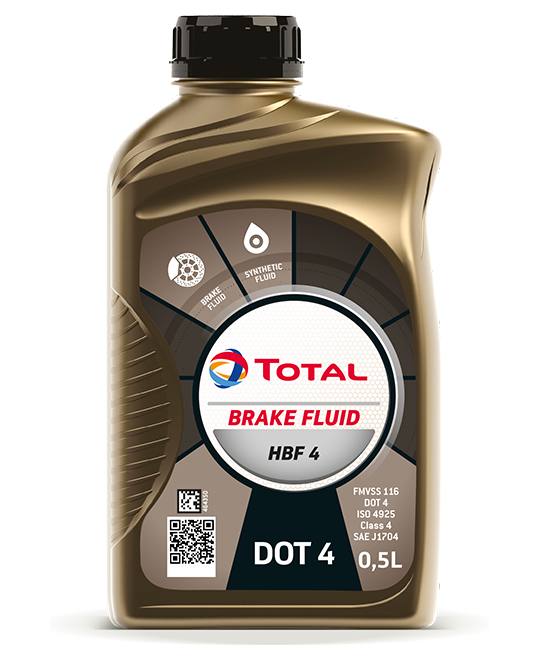 BRAKE
FLUID
SYNTHETIC
FLUID
TOTAL
BRAKE FLUID
HBF 4
464350
FMVSS 116
DOT 4
ISO 4925
Class 4
SAE J1704
DOT 4
0,5L